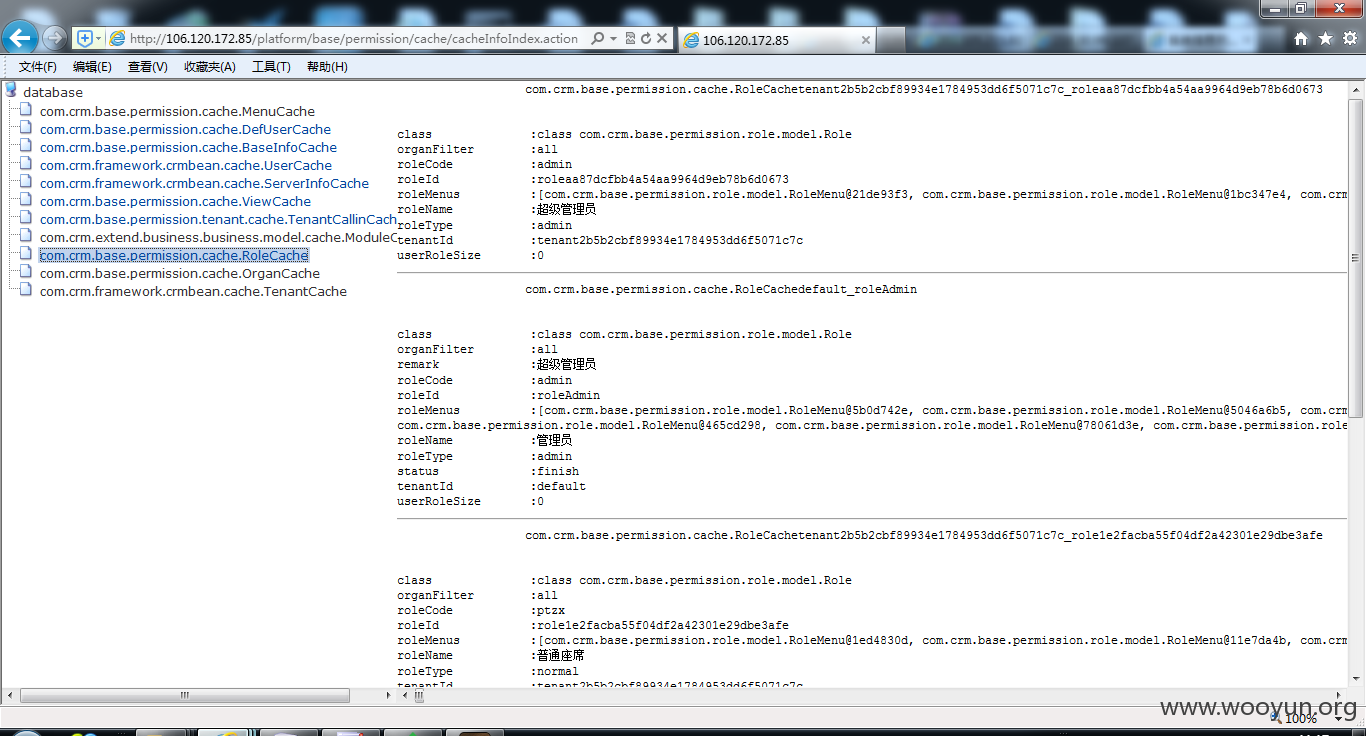 http://106.120.172.85/platform/base/permission/cache/cacheInfoIndex.action
106.120.172.85
文件(F) 编辑(E) 查看(V) 收藏夹(A) 工具(T) 帮助(H)
database
com.crm.base.permission.cache.MenuCache
com.crm.base.permission.cache.DefUserCache
com.crm.base.permission.cache.BaseInfoCache
com.crm.framework.crmbean.cache.UserCache
com.crm.framework.crmbean.cache.ServerInfoCache
com.crm.base.permission.cache.ViewCache
com.crm.base.permission.tenant.cache.TenantCallinCach
com.crm.extend.business.business.model.cache.ModuleC
com.crm.base.permission.cache.RoleCache
com.crm.base.permission.cache.OrganCache
com.crm.framework.crmbean.cache.TenantCache
com.crm.base.permission.cache.RoleCachetenant2b5b2cbf89934e1784953dd6f5071c7c_roleaa87dcfbb4a54aa9964d9eb78b6d0673
class :class com.crm.base.permission.role.model.Role
organFilter :all
roleCode :admin
roleId :roleaa87dcfbb4a54aa9964d9eb78b6d0673
roleMenus :[com.crm.base.permission.role.model.RoleMenu@21de93f3, com.crm.base.permission.role.model.RoleMenu@1bc347e4, com.crm
roleName :超级管理员
roleType :admin
tenantId :tenant2b5b2cbf89934e1784953dd6f5071c7c
userRoleSize :0
com.crm.base.permission.cache.RoleCachedefault_roleAdmin
class :class com.crm.base.permission.role.model.Role
organFilter :all
remark :超级管理员
roleCode :admin
roleId :roleAdmin
roleMenus :[com.crm.base.permission.role.model.RoleMenu@5b0d742e, com.crm.base.permission.role.model.RoleMenu@5046a6b5, com.crm
com.crm.base.permission.role.model.RoleMenu@465cd298, com.crm.base.permission.role.model.RoleMenu@78061d3e, com.crm.base.permission.role
roleName :管理员
roleType :admin
status :finish
tenantId :default
userRoleSize :0
com.crm.base.permission.cache.RoleCachetenant2b5b2cbf89934e1784953dd6f5071c7c_role1e2facba55f04df2a42301e29dbe3afe
class :class com.crm.base.permission.role.model.Role
organFilter :all
roleCode :ptzx
roleId :role1e2facba55f04df2a42301e29dbe3afe
roleMenus :[com.crm.base.permission.role.model.RoleMenu@1ed4830d, com.crm.base.permission.role.model.RoleMenu@11e7da4b, com.crm
roleName :普通座席
roleType :normal
tenantId :tenant2b5b2cbf89934e1784953dd6f5071c7c
www.wooyun.org
100%